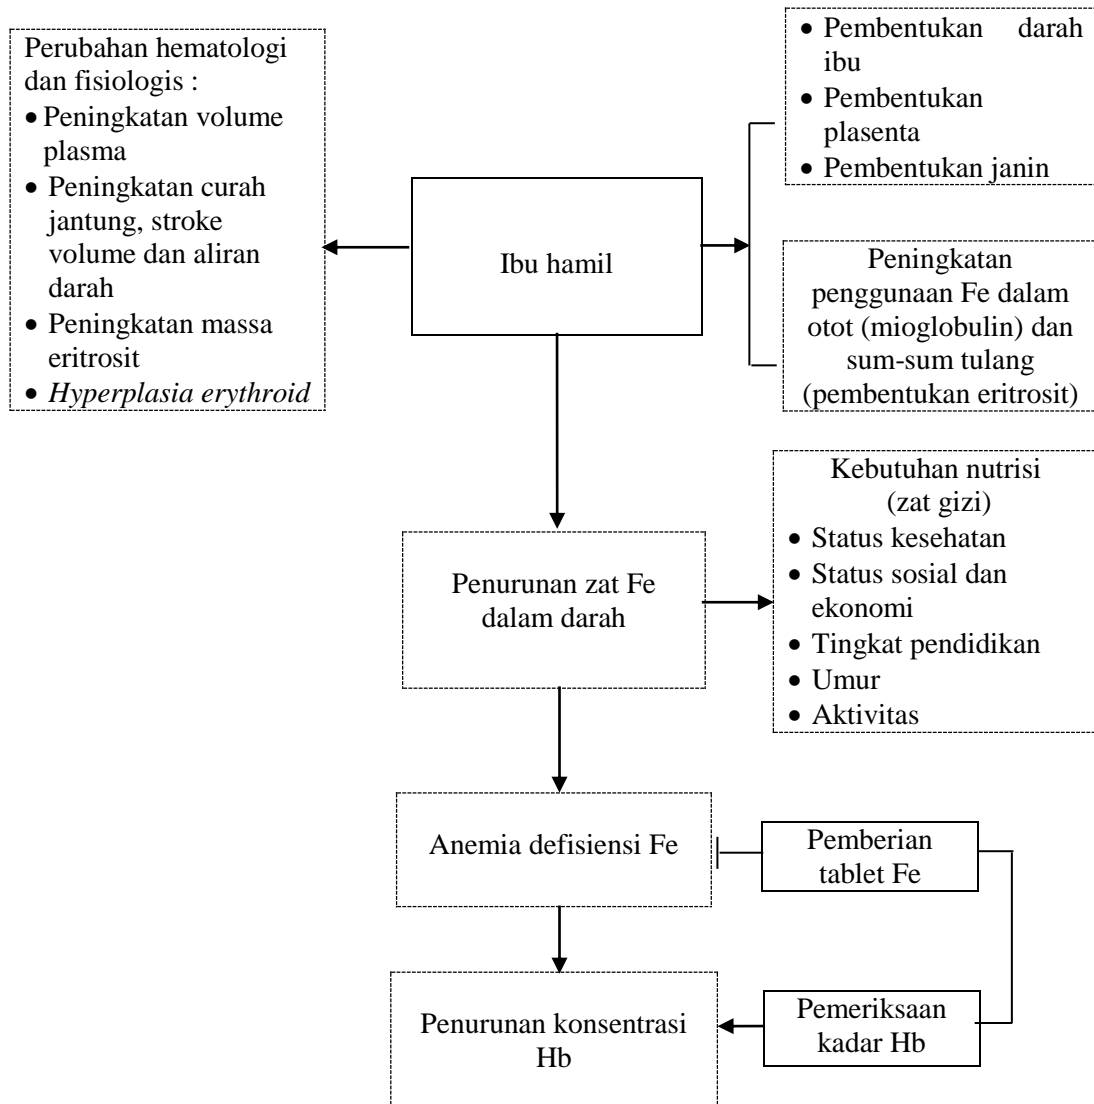 Perubahan hematologi
dan fisiologis :
• Peningkatan volume
plasma
• Peningkatan curah
jantung, stroke
volume dan aliran
darah
• Peningkatan massa
eritrosit
• Hyperplasia erythroid
Ibu hamil
• Pembentukan darah
ibu
• Pembentukan
plasenta
• Pembentukan janin
Peningkatan
penggunaan Fe dalam
otot (mioglobulin) dan
sum-sum tulang
(pembentukan eritrosit)
Penurunan zat Fe
dalam darah
Kebutuhan nutrisi
(zat gizi)
• Status kesehatan
• Status sosial dan
ekonomi
• Tingkat pendidikan
• Umur
• Aktivitas
Anemia defisiensi Fe
Pemberian
tablet Fe
Penurunan konsentrasi
Hb
Pemeriksaan
kadar Hb